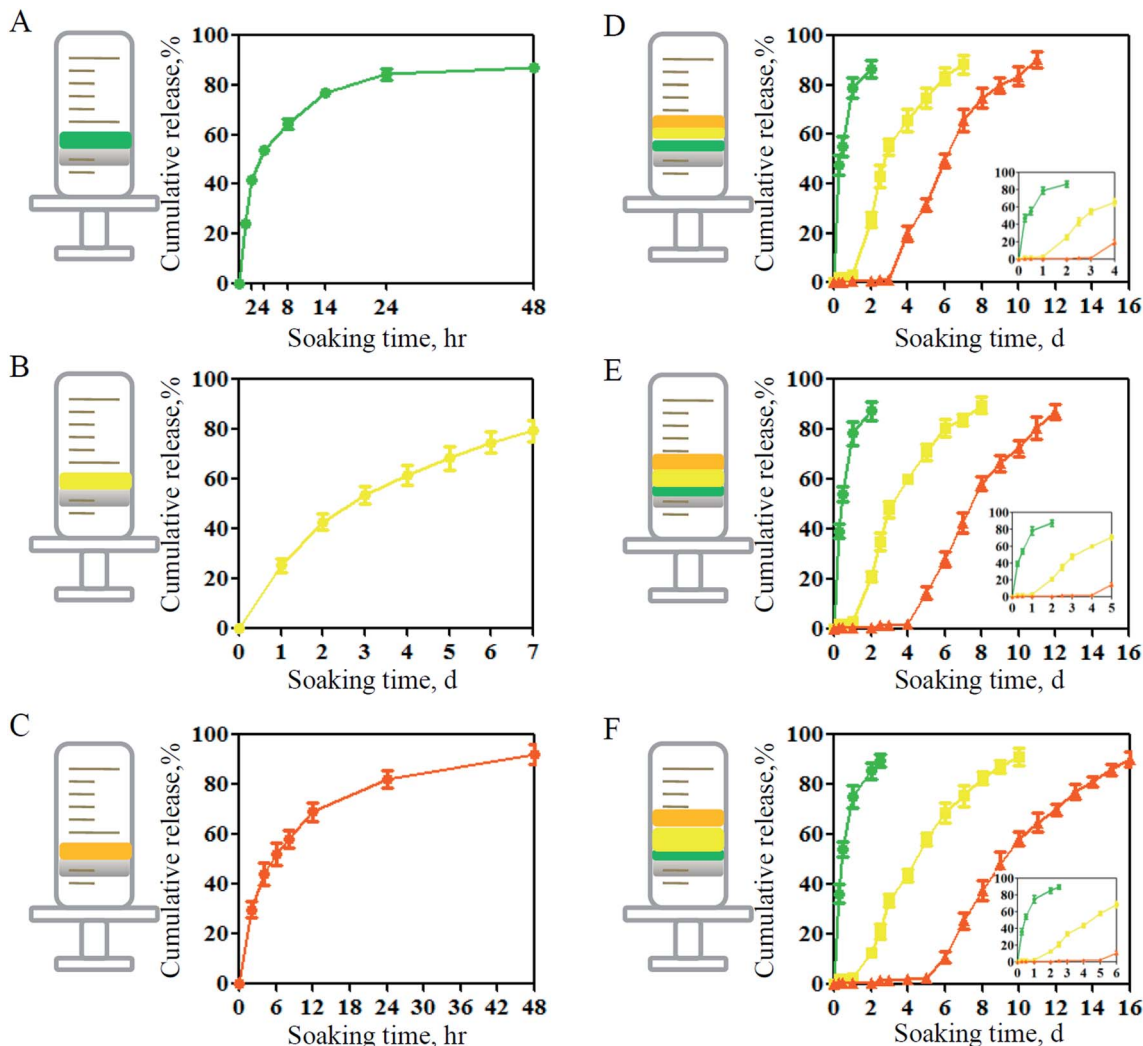 A
Cumulative release,%
100
80
60
40
20
0
24 8 14 24 48
Soaking time, hr
B
Cumulative release,%
100
80
60
40
20
0
0 1 2 3 4 5 6 7
Soaking time, d
C
Cumulative release,%
100
80
60
40
20
0
0 6 12 18 24 30 36 42 48
Soaking time, hr
D
Cumulative release,%
100
80
60
40
20
0
0 2 4 6 8 10 12 14 16
Soaking time, d
100
80
60
40
20
0
0 1 2 3 4
E
Cumulative release,%
100
80
60
40
20
0
0 2 4 6 8 10 12 14 16
Soaking time, d
100
80
60
40
20
0
0 1 2 3 4 5
F
Cumulative release,%
100
80
60
40
20
0
0 2 4 6 8 10 12 14 16
Soaking time, d
100
80
60
40
20
0
0 1 2 3 4 5 6